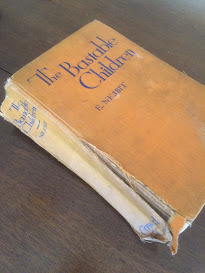 The Bastable
Children
E. NESBIT
The
Bastable
Children